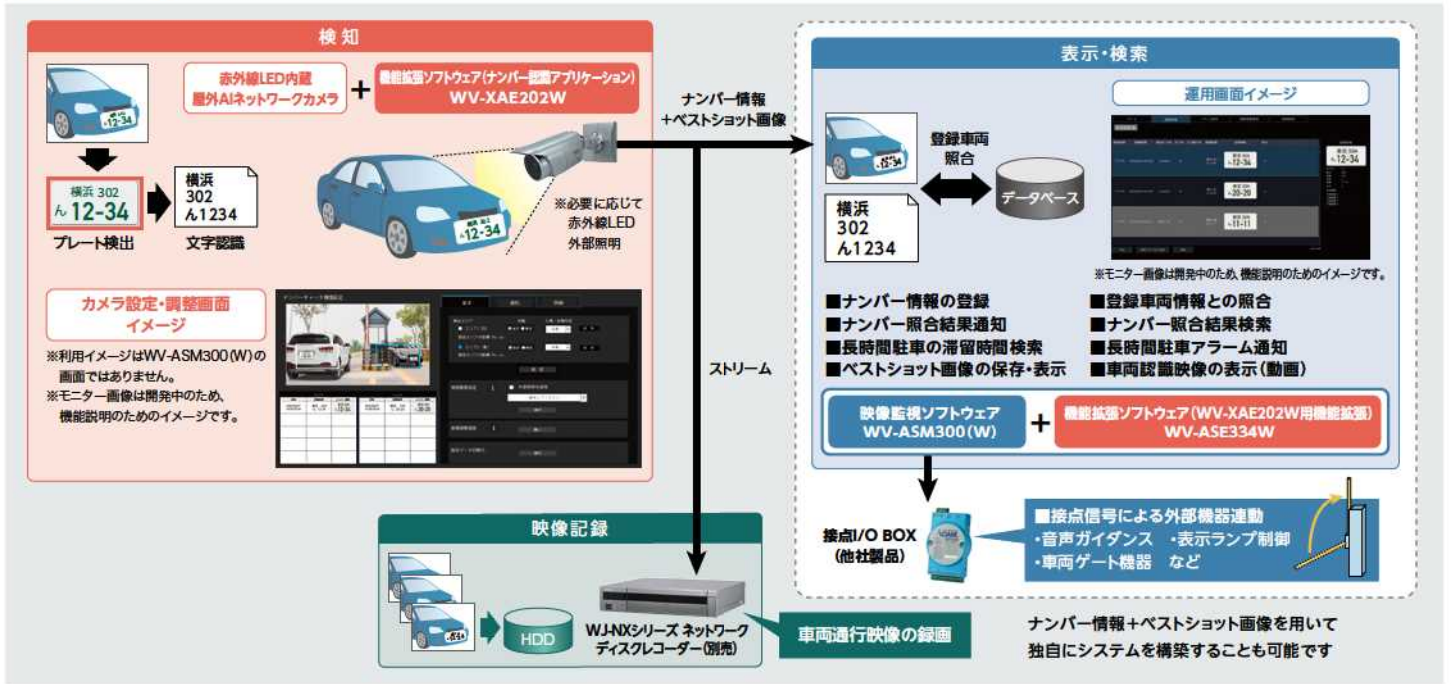 検知
赤外線LED内蔵
屋外AIネットワークカメラ
+
機能拡張ソフトウェア(ナンバー認識アプリケーション)
WV-XAE202W
12-34
横浜 302
ん 12-34
プレート検出
横浜
302
ん1234
文字認識
12-34
※必要に応じて
赤外線LED
外部照明
カメラ設定・調整画面
イメージ
※利用イメージはWV-ASM300(W)の
画面ではありません。
※モニター画像は開発中のため、
機能説明のためのイメージです。
ナンバー情報
+ベストショット画像
ストリーム
映像記録
HDD
WJ-NXシリーズ ネットワーク
ディスクレコーダー(別売)
車両通行映像の録画
表示・検索
運用画面イメージ
12-34
登録車両
照合
データベース
横浜
302
ん1234
12-34
20-20
11-11
12-34
※モニター画像は開発中のため、機能説明のためのイメージです。
■ナンバー情報の登録
■ナンバー照合結果通知
■長時間駐車の滞留時間検索
■ベストショット画像の保存・表示
■登録車両情報との照合
■ナンバー照合結果検索
■長時間駐車アラーム通知
■車両認識映像の表示(動画)
映像監視ソフトウェア
WV-ASM300(W)
+
機能拡張ソフトウェア(WV-XAE202W用機能拡張)
WV-ASE334W
接点I/O BOX
(他社製品)
■接点信号による外部機器連動
・音声ガイダンス ・表示ランプ制御
・車両ゲート機器 など
ナンバー情報+ベストショット画像を用いて
独自にシステムを構築することも可能です